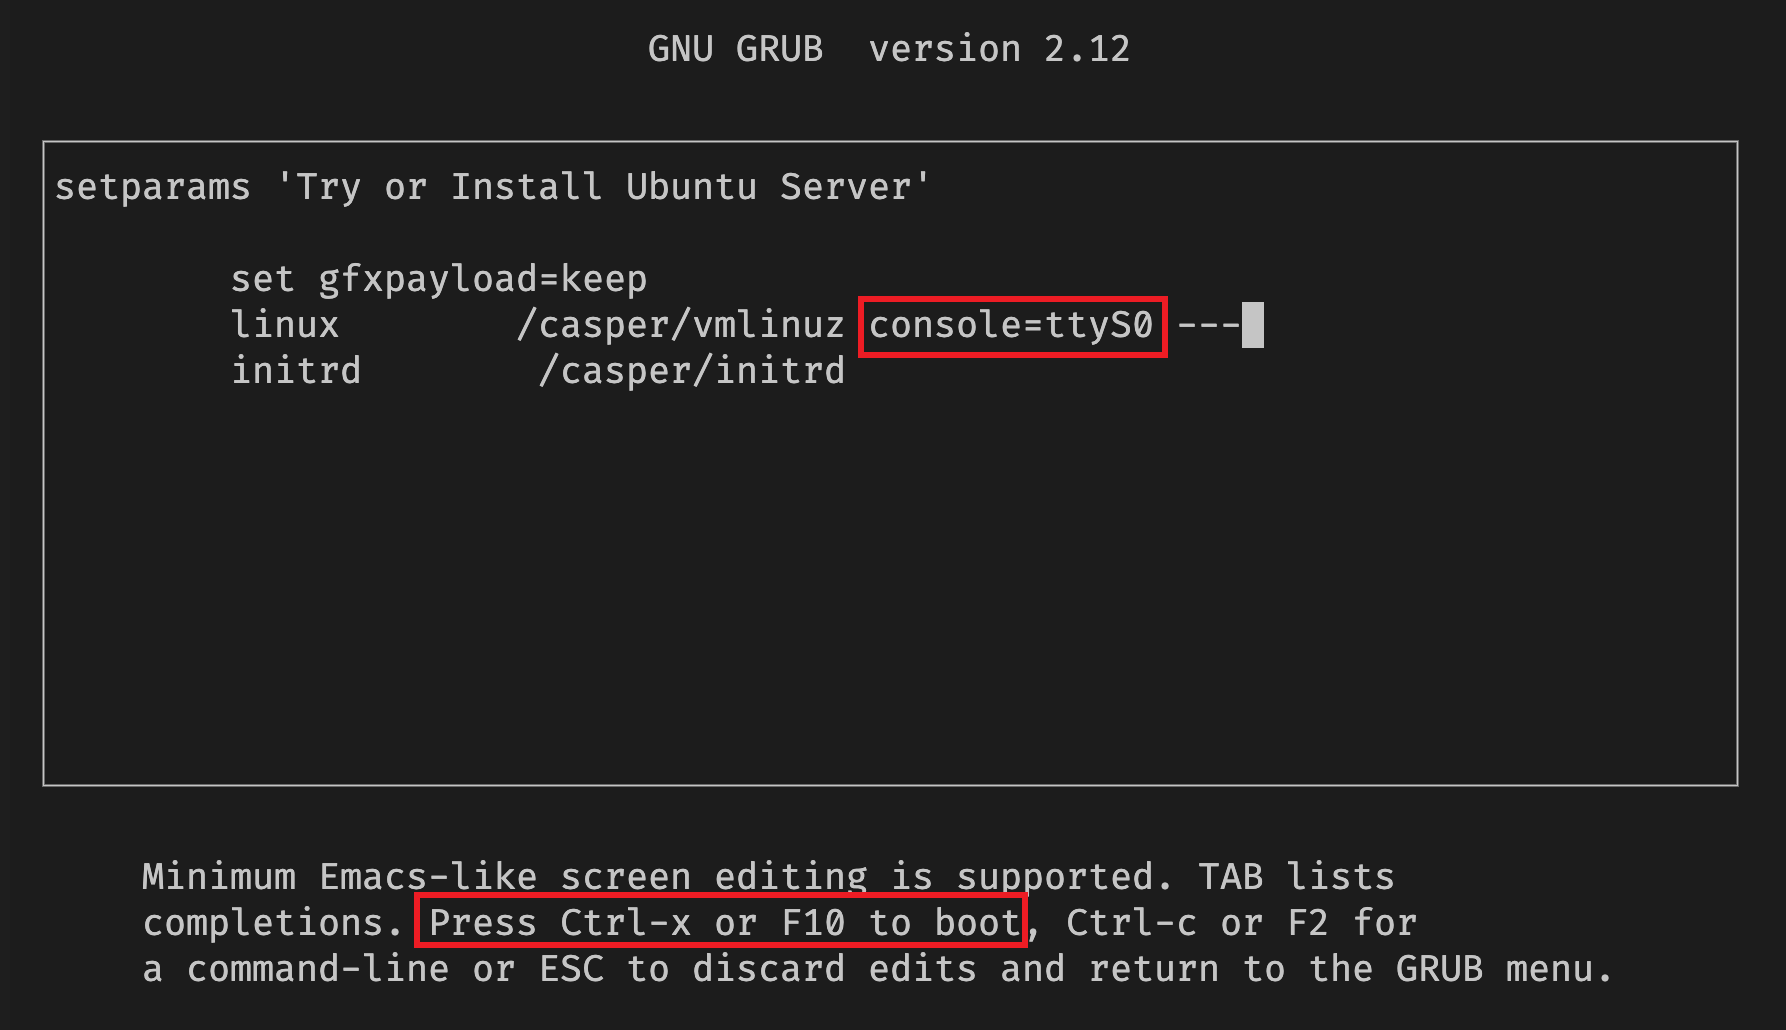 GNU GRUB  version 2.12
setparams 'Try or Install Ubuntu Server'
set gfxpayload=keep
linux        /casper/vmlinuz console=ttyS0 ---
initrd        /casper/initrd
Minimum Emacs-like screen editing is supported. TAB lists
completions. Press Ctrl-x or F10 to boot, Ctrl-c or F2 for
a command-line or ESC to discard edits and return to the GRUB menu.